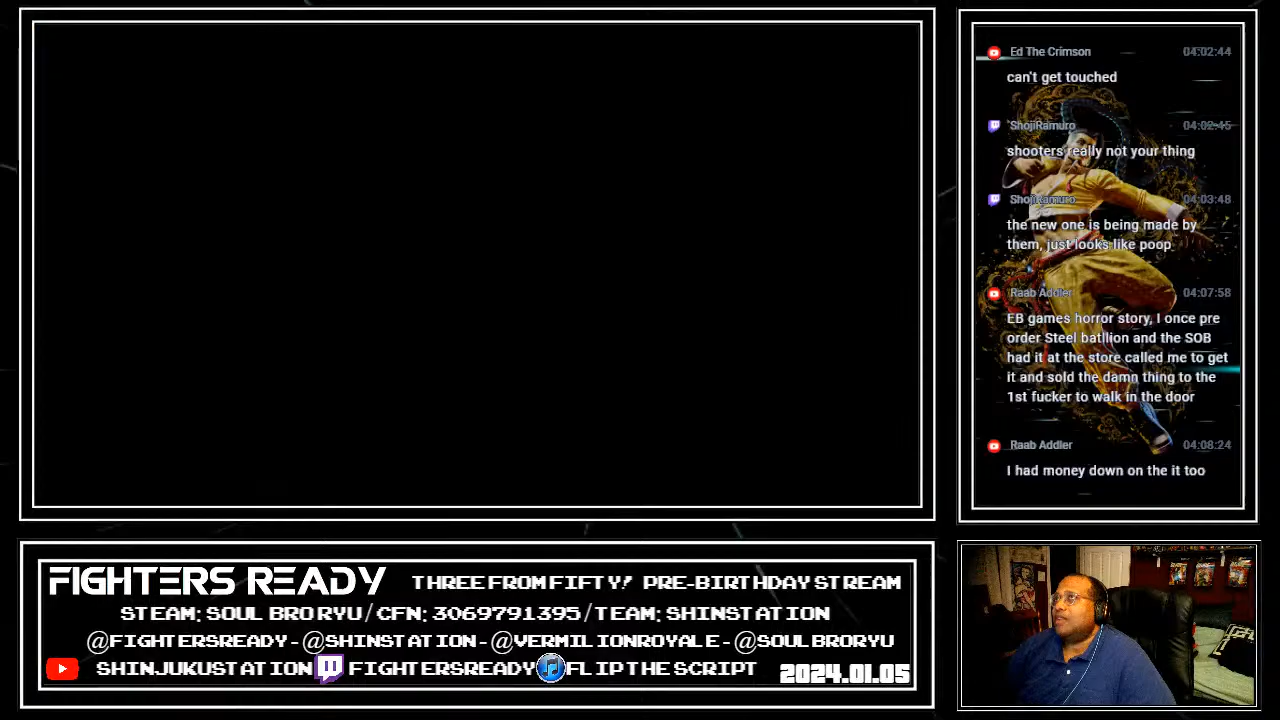 Ed The Crimson 04:02:44
can't get touched
ShojiRamuro 04:02:45
shooters really not your thing
ShojiRamuro 04:03:48
the new one is being made by
them, just looks like poop
Raab Addler 04:07:58
EB games horror story, I once pre
order Steel batllion and the SOB
had it at the store called me to get
it and sold the damn thing to the
1st fucker to walk in the door
Raab Addler 04:08:24
I had money down on the it too
FIGHTERS READY THREE FROM FIFTY! PRE-BIRTHDAY STREAM
STEAM: SOUL BRO RYU / CFN: 3069791395 / TEAM: SHINSTATION
@FIGHTERSREADY - @SHINSTATION - @VERMILIONROYALE - @SOULBRORYU
SHINJUKUSTATION FIGHTERSREADY FLIP THE SCRIPT 2024.01.05